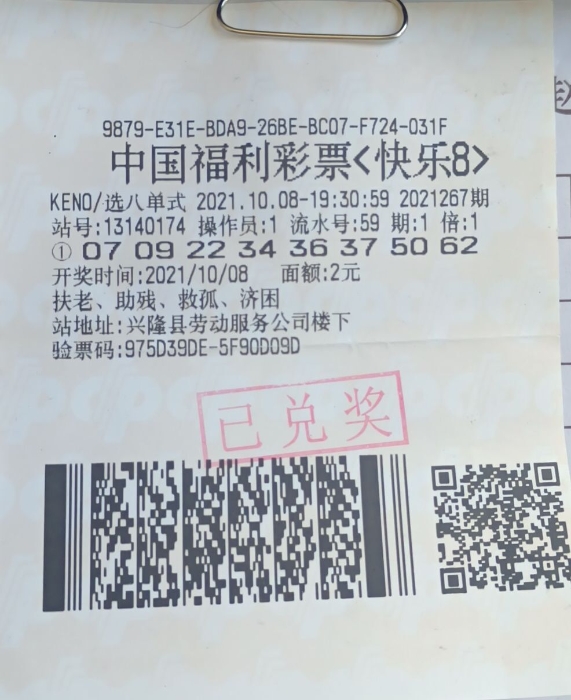 9879-E31E-BDA9-26BE-BC07-F724-031F
中国福利彩票<快乐8>
KENO/选八单式 2021.10.08-19:30:59 2021267期
站号:13140174 操作员:1 流水号:59 期:1 倍:1
① 07 09 22 34 36 37 50 62
开奖时间:2021/10/08 面额:2元
扶老、助残、救孤、济困
站地址:兴隆县劳动服务公司楼下
验票码:975D39DE-5F90D09D
已兑奖